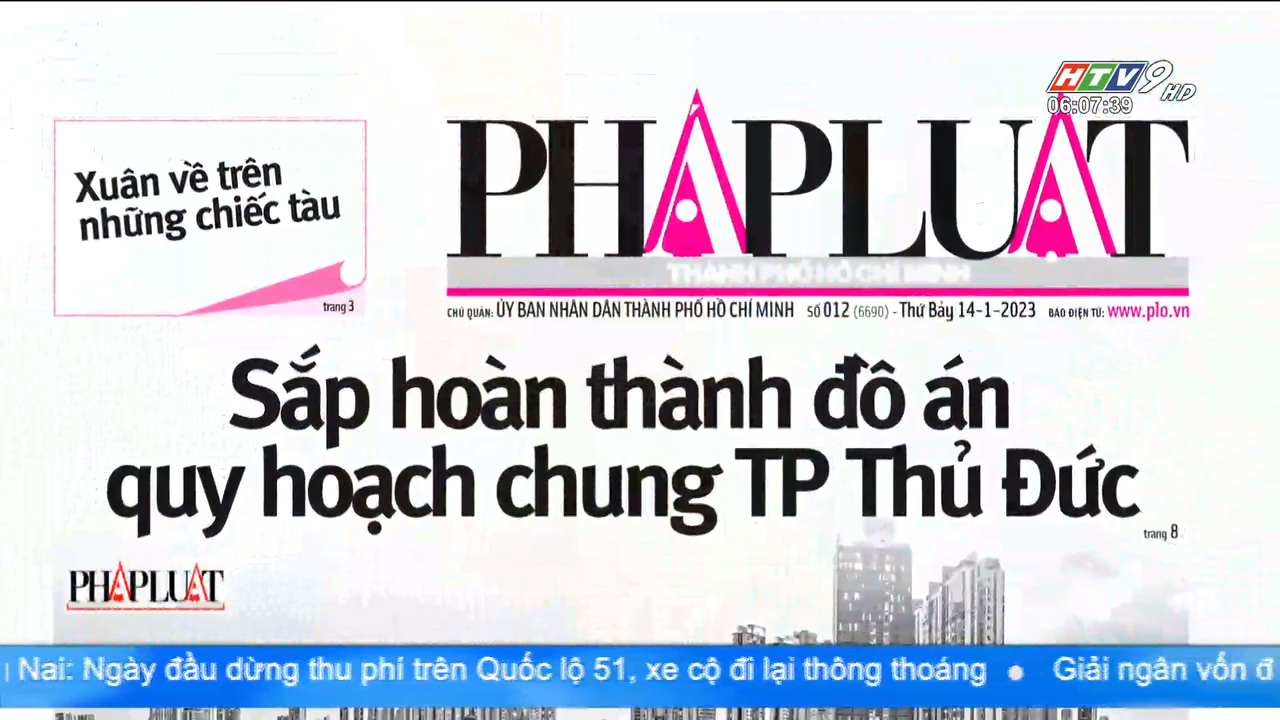 HTV9 HD
06:07:39
Xuân về trên
những chiếc tàu
trang 3
PHÁP LUẬT
THÀNH PHỐ HỒ CHÍ MINH
CHỦ QUẢN: ỦY BAN NHÂN DÂN THÀNH PHỐ HỒ CHÍ MINH SỐ 012 (6690) - Thứ Bảy 14-1-2023 BÁO ĐIỆN TỬ: www.plo.vn
Sắp hoàn thành đồ án
quy hoạch chung TP Thủ Đức
trang 8
PHÁP LUẬT
Nai: Ngày đầu dừng thu phí trên Quốc lộ 51, xe cộ đi lại thông thoáng ● Giải ngân vốn đ